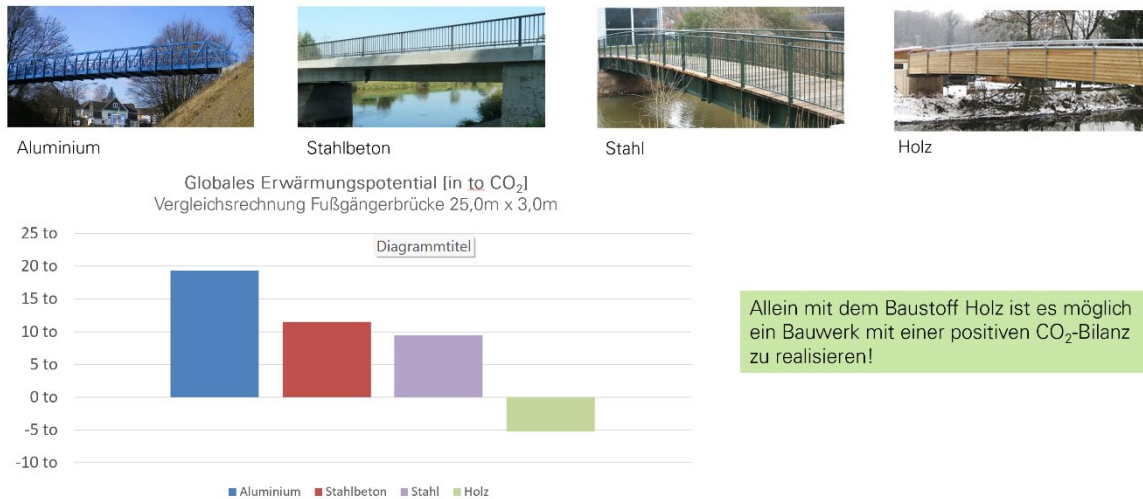 Aluminium
Stahlbeton
Stahl
Holz
Globales Erwärmungspotential [in to CO₂]
Vergleichsrechnung Fußgängerbrücke 25,0m x 3,0m
Diagrammtitel
25 to
20 to
15 to
10 to
5 to
0 to
-5 to
-10 to
Aluminium Stahlbeton Stahl Holz
Allein mit dem Baustoff Holz ist es möglich
ein Bauwerk mit einer positiven CO₂-Bilanz
zu realisieren!